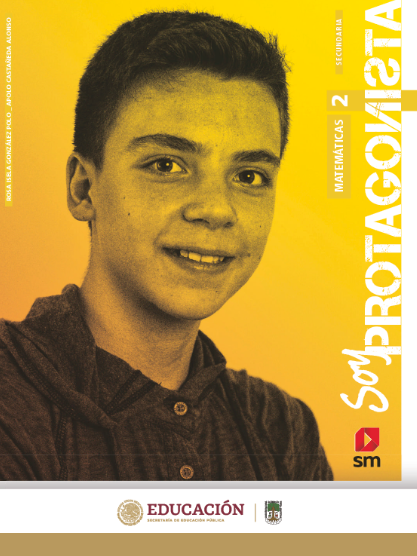 ROSA ISELA GONZÁLEZ POLO _ APOLO CASTAÑEDA ALONSO
MATEMÁTICAS 2
SECUNDARIA
Soy PROTAGONISTA
sm
EDUCACIÓN
SECRETARÍA DE EDUCACIÓN PÚBLICA